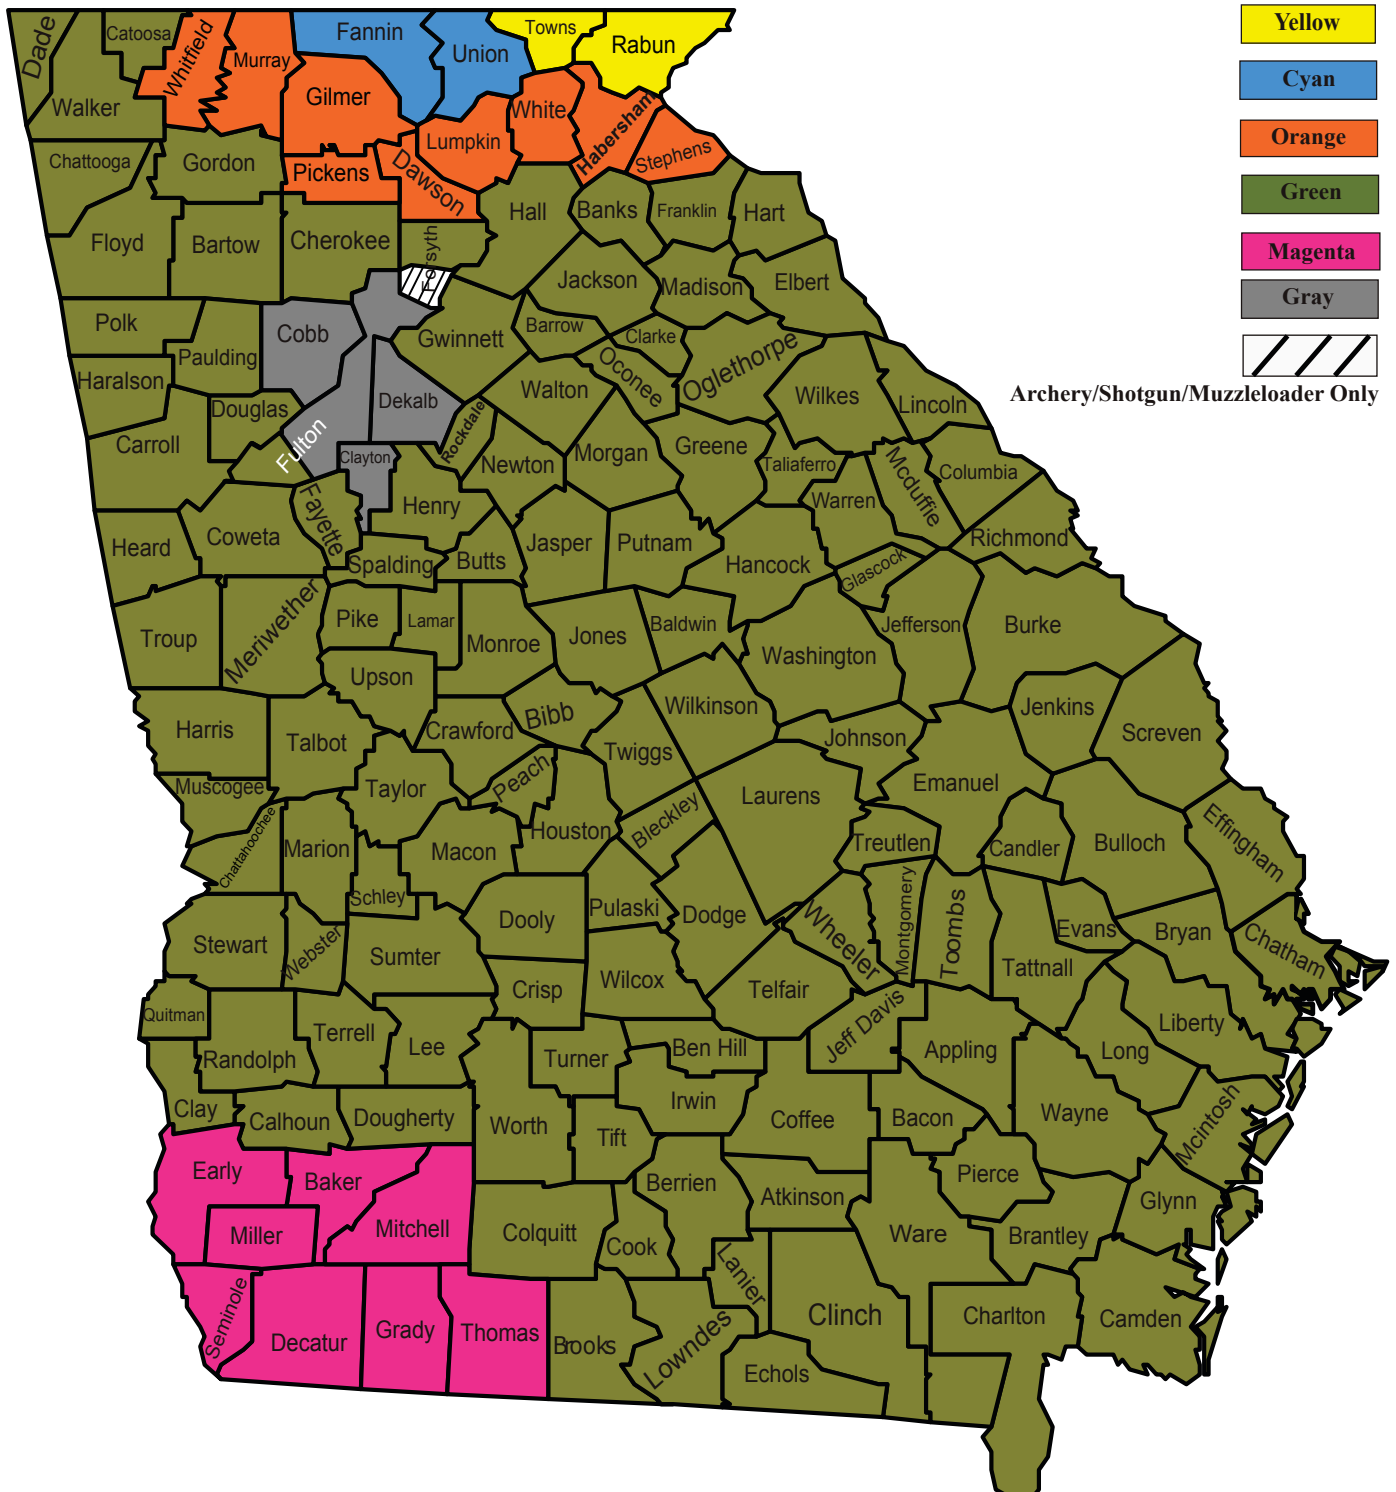 Yellow
Cyan
Orange
Green
Magenta
Gray
Archery/Shotgun/Muzzleloader Only
Dade
Catoosa
Whitfield
Murray
Fannin
Union
Towns
Rabun
Walker
Gilmer
White
Habersham
Lumpkin
Stephens
Chattooga
Gordon
Pickens
Dawson
Hall
Banks
Franklin
Hart
Floyd
Bartow
Cherokee
Forsyth
Jackson
Madison
Elbert
Polk
Paulding
Cobb
Gwinnett
Barrow
Clarke
Oconee
Oglethorpe
Haralson
Douglas
Dekalb
Rockdale
Walton
Wilkes
Lincoln
Carroll
Fulton
Clayton
Newton
Morgan
Greene
Taliaferro
Mcduffie
Columbia
Warren
Henry
Fayette
Coweta
Heard
Spalding
Butts
Jasper
Putnam
Hancock
Glascock
Richmond
Troup
Meriwether
Pike
Lamar
Monroe
Jones
Baldwin
Washington
Jefferson
Burke
Upson
Harris
Talbot
Crawford
Bibb
Twiggs
Wilkinson
Johnson
Jenkins
Screven
Muscogee
Taylor
Peach
Houston
Bleckley
Laurens
Emanuel
Chattahoochee
Marion
Macon
Treutlen
Candler
Bulloch
Effingham
Schley
Stewart
Webster
Sumter
Dooly
Pulaski
Dodge
Wheeler
Montgomery
Toombs
Tattnall
Evans
Bryan
Chatham
Quitman
Crisp
Wilcox
Telfair
Jeff Davis
Randolph
Terrell
Lee
Turner
Ben Hill
Appling
Long
Liberty
Clay
Calhoun
Dougherty
Worth
Tift
Irwin
Coffee
Bacon
Wayne
Mcintosh
Early
Baker
Mitchell
Miller
Colquitt
Cook
Berrien
Atkinson
Pierce
Ware
Brantley
Glynn
Seminole
Decatur
Grady
Thomas
Brooks
Lowndes
Lanier
Echols
Clinch
Charlton
Camden